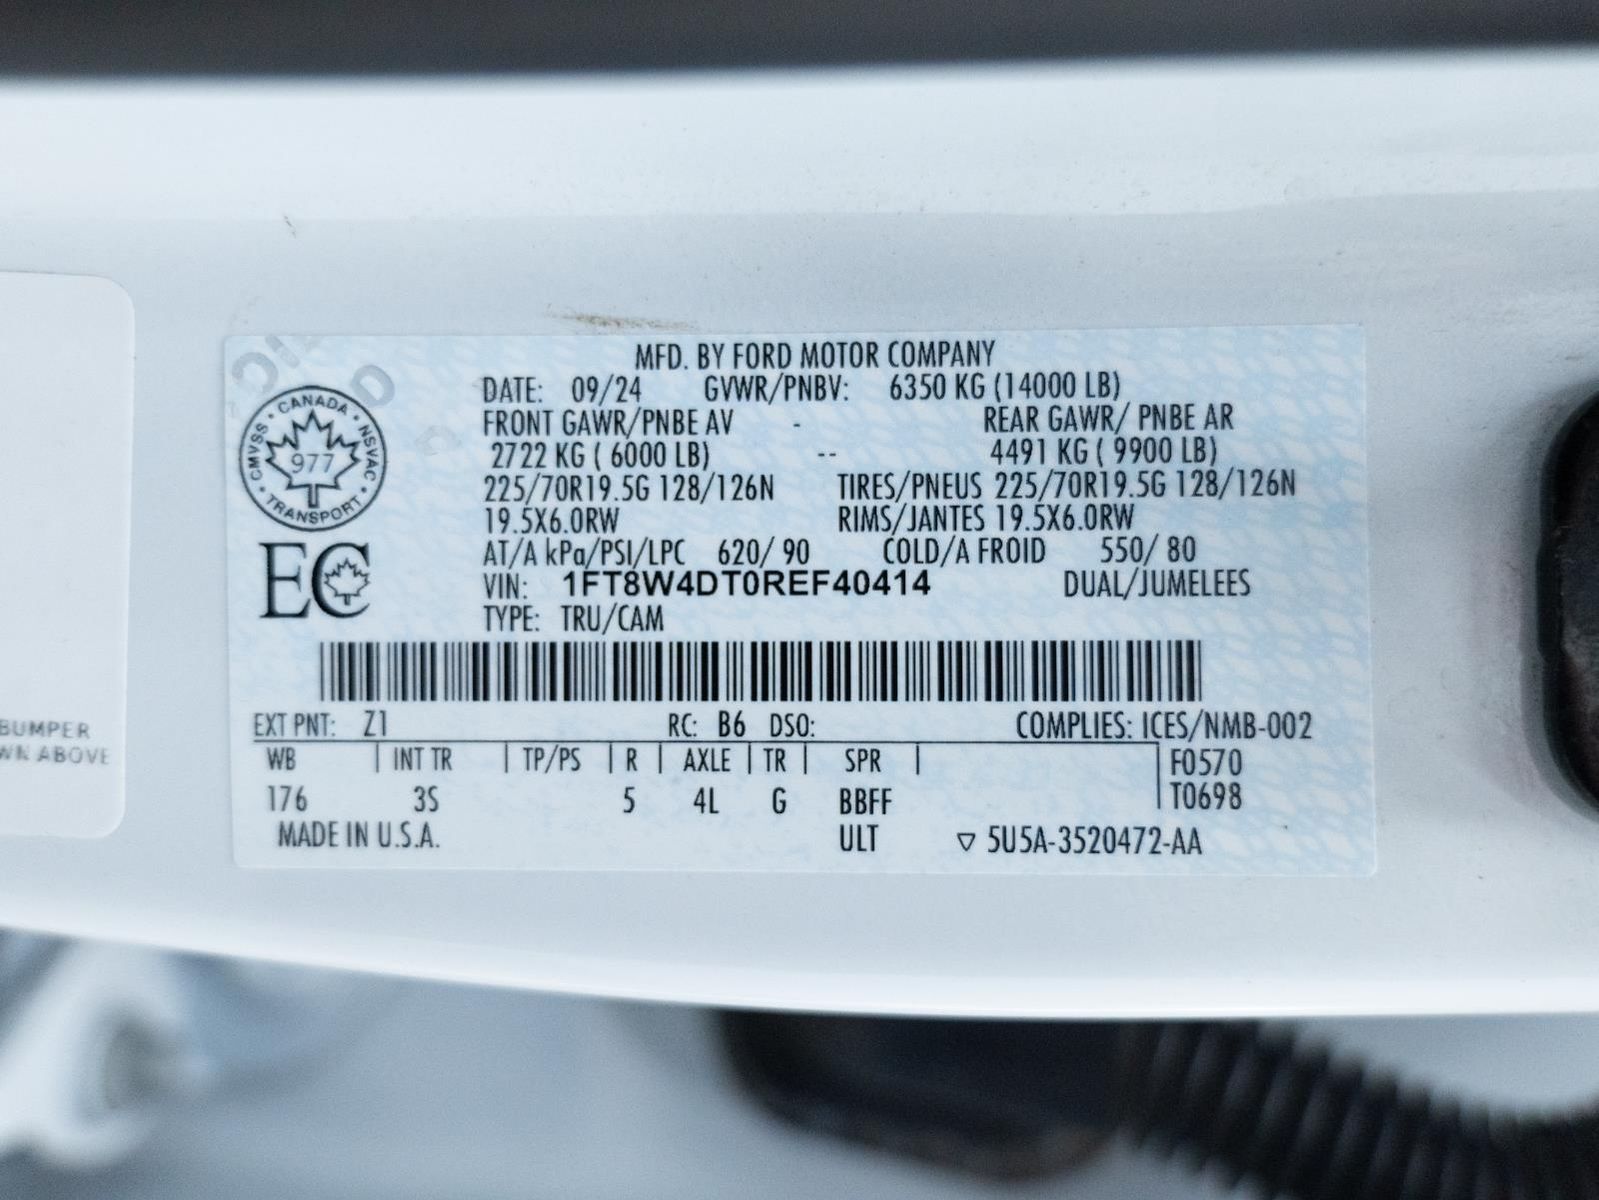 MFD. BY FORD MOTOR COMPANY
DATE: 09/24 GVWR/PNBV: 6350 KG (14000 LB)
FRONT GAWR/PNBE AV - REAR GAWR/ PNBE AR
2722 KG ( 6000 LB) -- 4491 KG ( 9900 LB)
225/70R19.5G 128/126N TIRES/PNEUS 225/70R19.5G 128/126N
19.5X6.0RW RIMS/JANTES 19.5X6.0RW
AT/A kPa/PSI/LPC 620/ 90 COLD/A FROID 550/ 80
VIN: 1FT8W4DT0REF40414 DUAL/JUMELEES
TYPE: TRU/CAM
CANADA
CMVSS
NSVAC
977
TRANSPORT
EC
EXT PNT: Z1 RC: B6 DSO: COMPLIES: ICES/NMB-002
WB | INT TR | TP/PS | R | AXLE | TR | SPR | F0570
176 3S 5 4L G BBFF T0698
MADE IN U.S.A. ULT ▽ 5U5A-3520472-AA
BUMPER
WN ABOVE